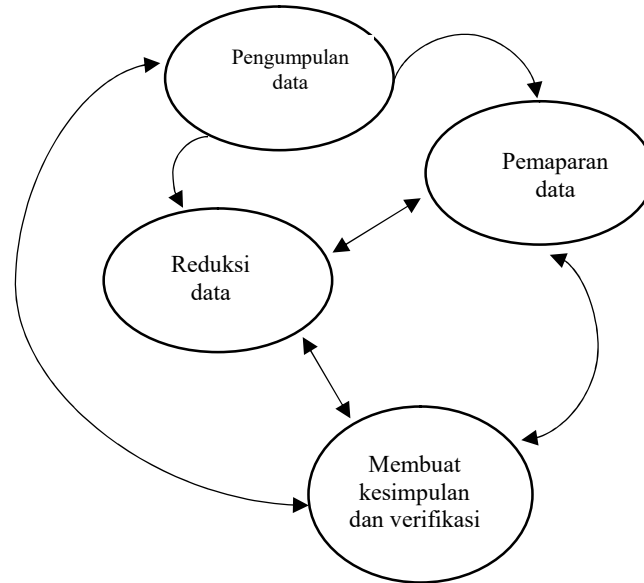 Pengumpulan
data
Pemaparan
data
Reduksi
data
Membuat
kesimpulan
dan verifikasi